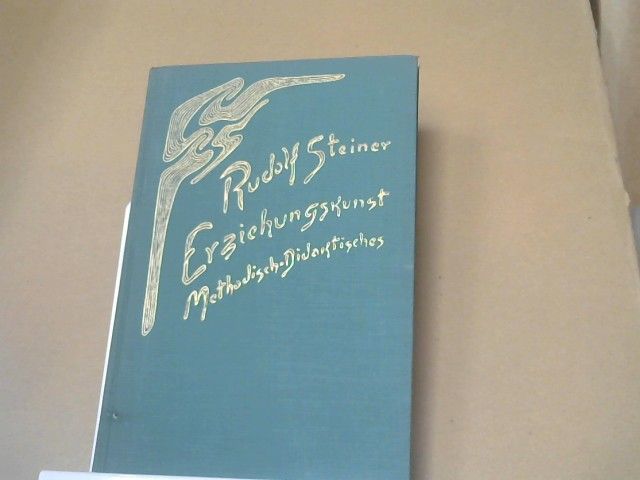 Rudolf Steiner
Erziehungskunst
Methodisch-Didaktisches